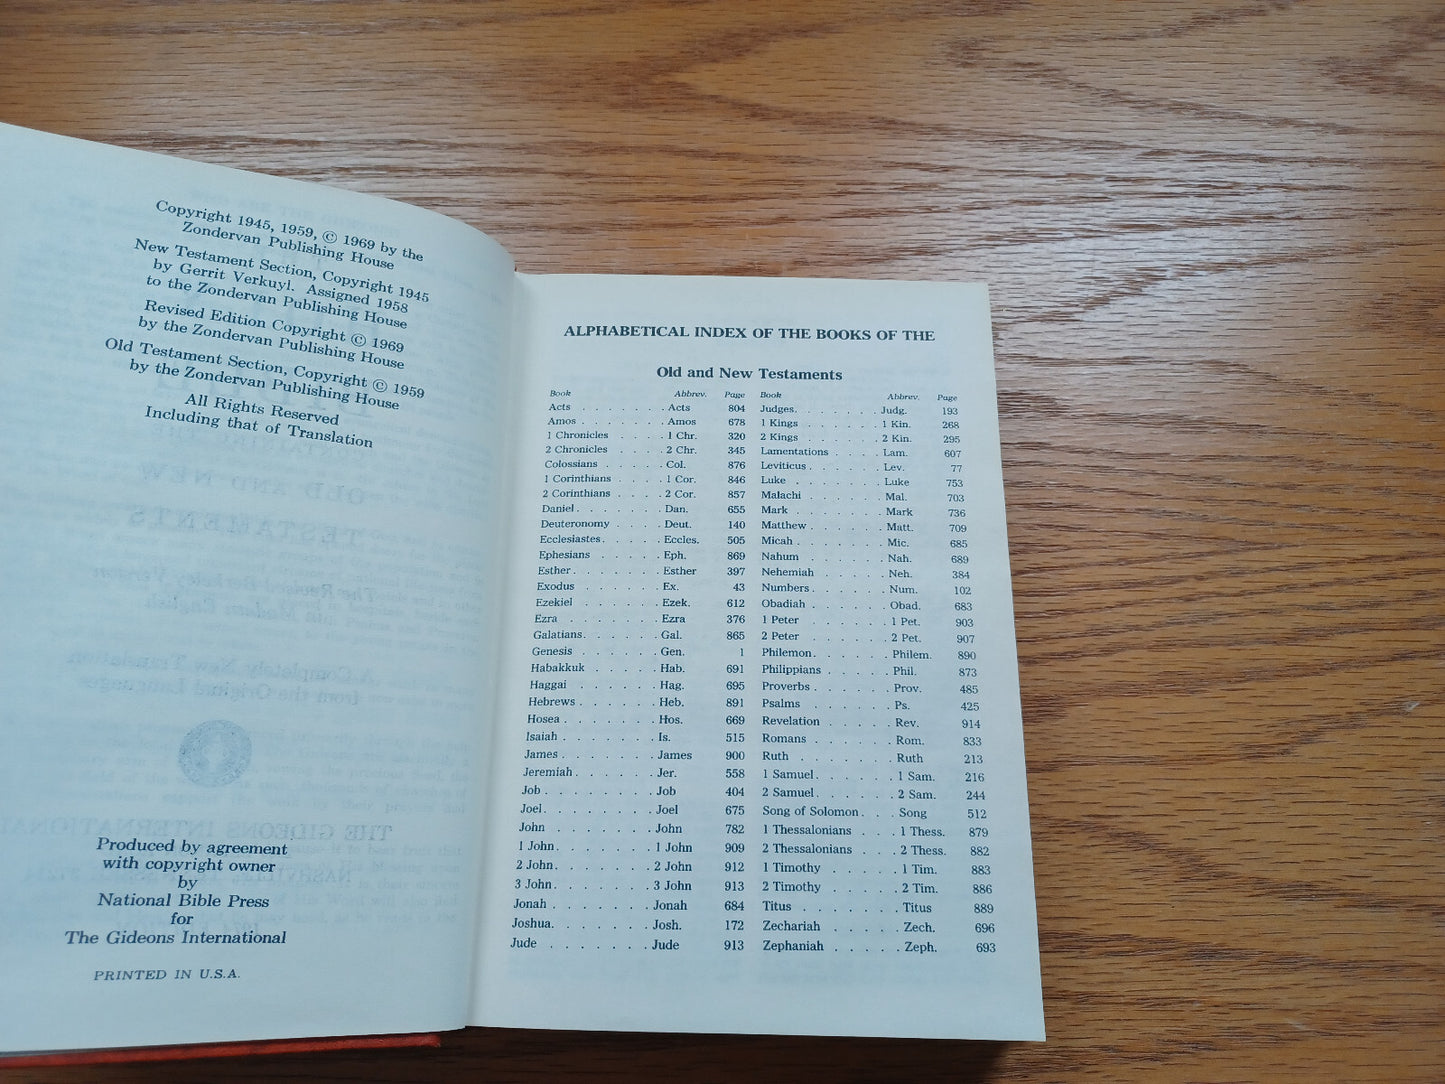 Copyright 1945, 1959, © 1969 by the
Zondervan Publishing House
New Testament Section, Copyright 1945
by Gerrit Verkuyl. Assigned 1958
to the Zondervan Publishing House
Revised Edition Copyright © 1969
by the Zondervan Publishing House
Old Testament Section, Copyright © 1959
by the Zondervan Publishing House
All Rights Reserved
Including that of Translation
Produced by agreement
with copyright owner
by
National Bible Press
for
The Gideons International
PRINTED IN U.S.A.
ALPHABETICAL INDEX OF THE BOOKS OF THE
Old and New Testaments
Book Abbrev. Page
Acts . . . . . . . Acts 804
Amos . . . . . . . Amos 678
1 Chronicles . . . . 1 Chr. 320
2 Chronicles . . . . 2 Chr. 345
Colossians . . . . . Col. 876
1 Corinthians . . . . 1 Cor. 846
2 Corinthians . . . . 2 Cor. 857
Daniel . . . . . . . Dan. 655
Deuteronomy . . . . Deut. 140
Ecclesiastes . . . . . Eccles. 505
Ephesians . . . . . Eph. 869
Esther . . . . . . . Esther 397
Exodus . . . . . . Ex. 43
Ezekiel . . . . . . Ezek. 612
Ezra . . . . . . . Ezra 376
Galatians . . . . . . Gal. 865
Genesis . . . . . . Gen. 1
Habakkuk . . . . . Hab. 691
Haggai . . . . . . Hag. 695
Hebrews . . . . . . Heb. 891
Hosea . . . . . . . Hos. 669
Isaiah . . . . . . . Is. 515
James . . . . . . . James 900
Jeremiah . . . . . . Jer. 558
Job . . . . . . . . Job 404
Joel . . . . . . . . Joel 675
John . . . . . . . John 782
1 John . . . . . . . 1 John 909
2 John . . . . . . . 2 John 912
3 John . . . . . . . 3 John 913
Jonah . . . . . . . Jonah 684
Joshua . . . . . . . Josh. 172
Jude . . . . . . . Jude 913
Book Abbrev. Page
Judges . . . . . . . Judg. 193
1 Kings . . . . . . 1 Kin. 268
2 Kings . . . . . . 2 Kin. 295
Lamentations . . . . Lam. 607
Leviticus . . . . . . Lev. 77
Luke . . . . . . . Luke 753
Malachi . . . . . . Mal. 703
Mark . . . . . . . Mark 736
Matthew . . . . . . Matt. 709
Micah . . . . . . . Mic. 685
Nahum . . . . . . Nah. 689
Nehemiah . . . . . Neh. 384
Numbers . . . . . . Num. 102
Obadiah . . . . . . Obad. 683
1 Peter . . . . . . 1 Pet. 903
2 Peter . . . . . . 2 Pet. 907
Philemon . . . . . . Philem. 890
Philippians . . . . . Phil. 873
Proverbs . . . . . . Prov. 485
Psalms . . . . . . Ps. 425
Revelation . . . . . Rev. 914
Romans . . . . . . Rom. 833
Ruth . . . . . . . Ruth 213
1 Samuel . . . . . . 1 Sam. 216
2 Samuel . . . . . . 2 Sam. 244
Song of Solomon . . . Song 512
1 Thessalonians . . . 1 Thess. 879
2 Thessalonians . . . 2 Thess. 882
1 Timothy . . . . . 1 Tim. 883
2 Timothy . . . . . 2 Tim. 886
Titus . . . . . . . Titus 889
Zechariah . . . . . Zech. 696
Zephaniah . . . . . Zeph. 693